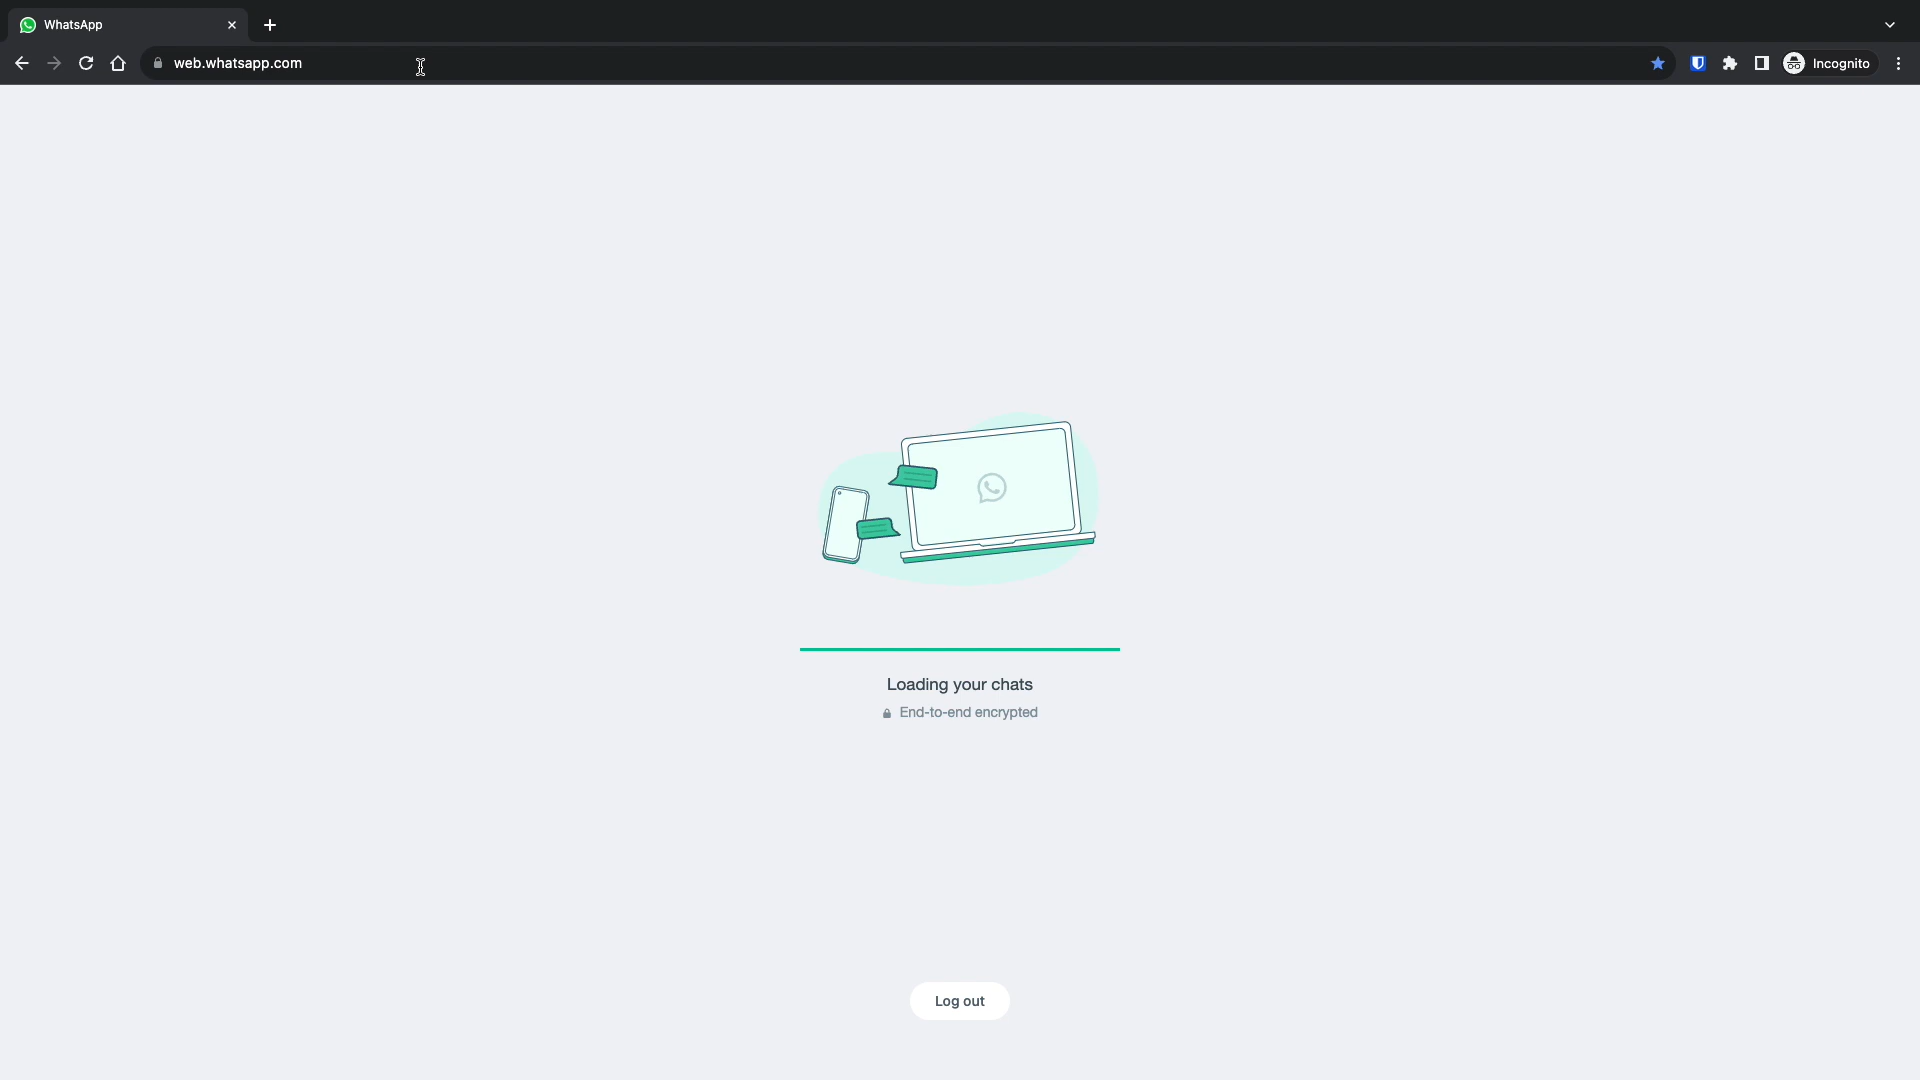 WhatsApp
web.whatsapp.com
Incognito
Loading your chats
End-to-end encrypted
Log out